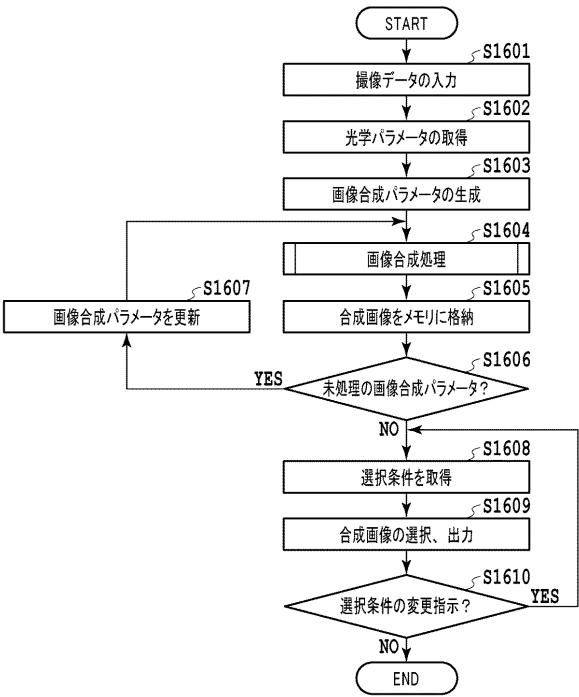 START
S1601
撮像データの入力
S1602
光学パラメータの取得
S1603
画像合成パラメータの生成
S1604
画像合成処理
S1607
画像合成パラメータを更新
S1605
合成画像をメモリに格納
S1606
未処理の画像合成パラメータ?
YES
NO
S1608
選択条件を取得
S1609
合成画像の選択、出力
S1610
選択条件の変更指示?
YES
NO
END